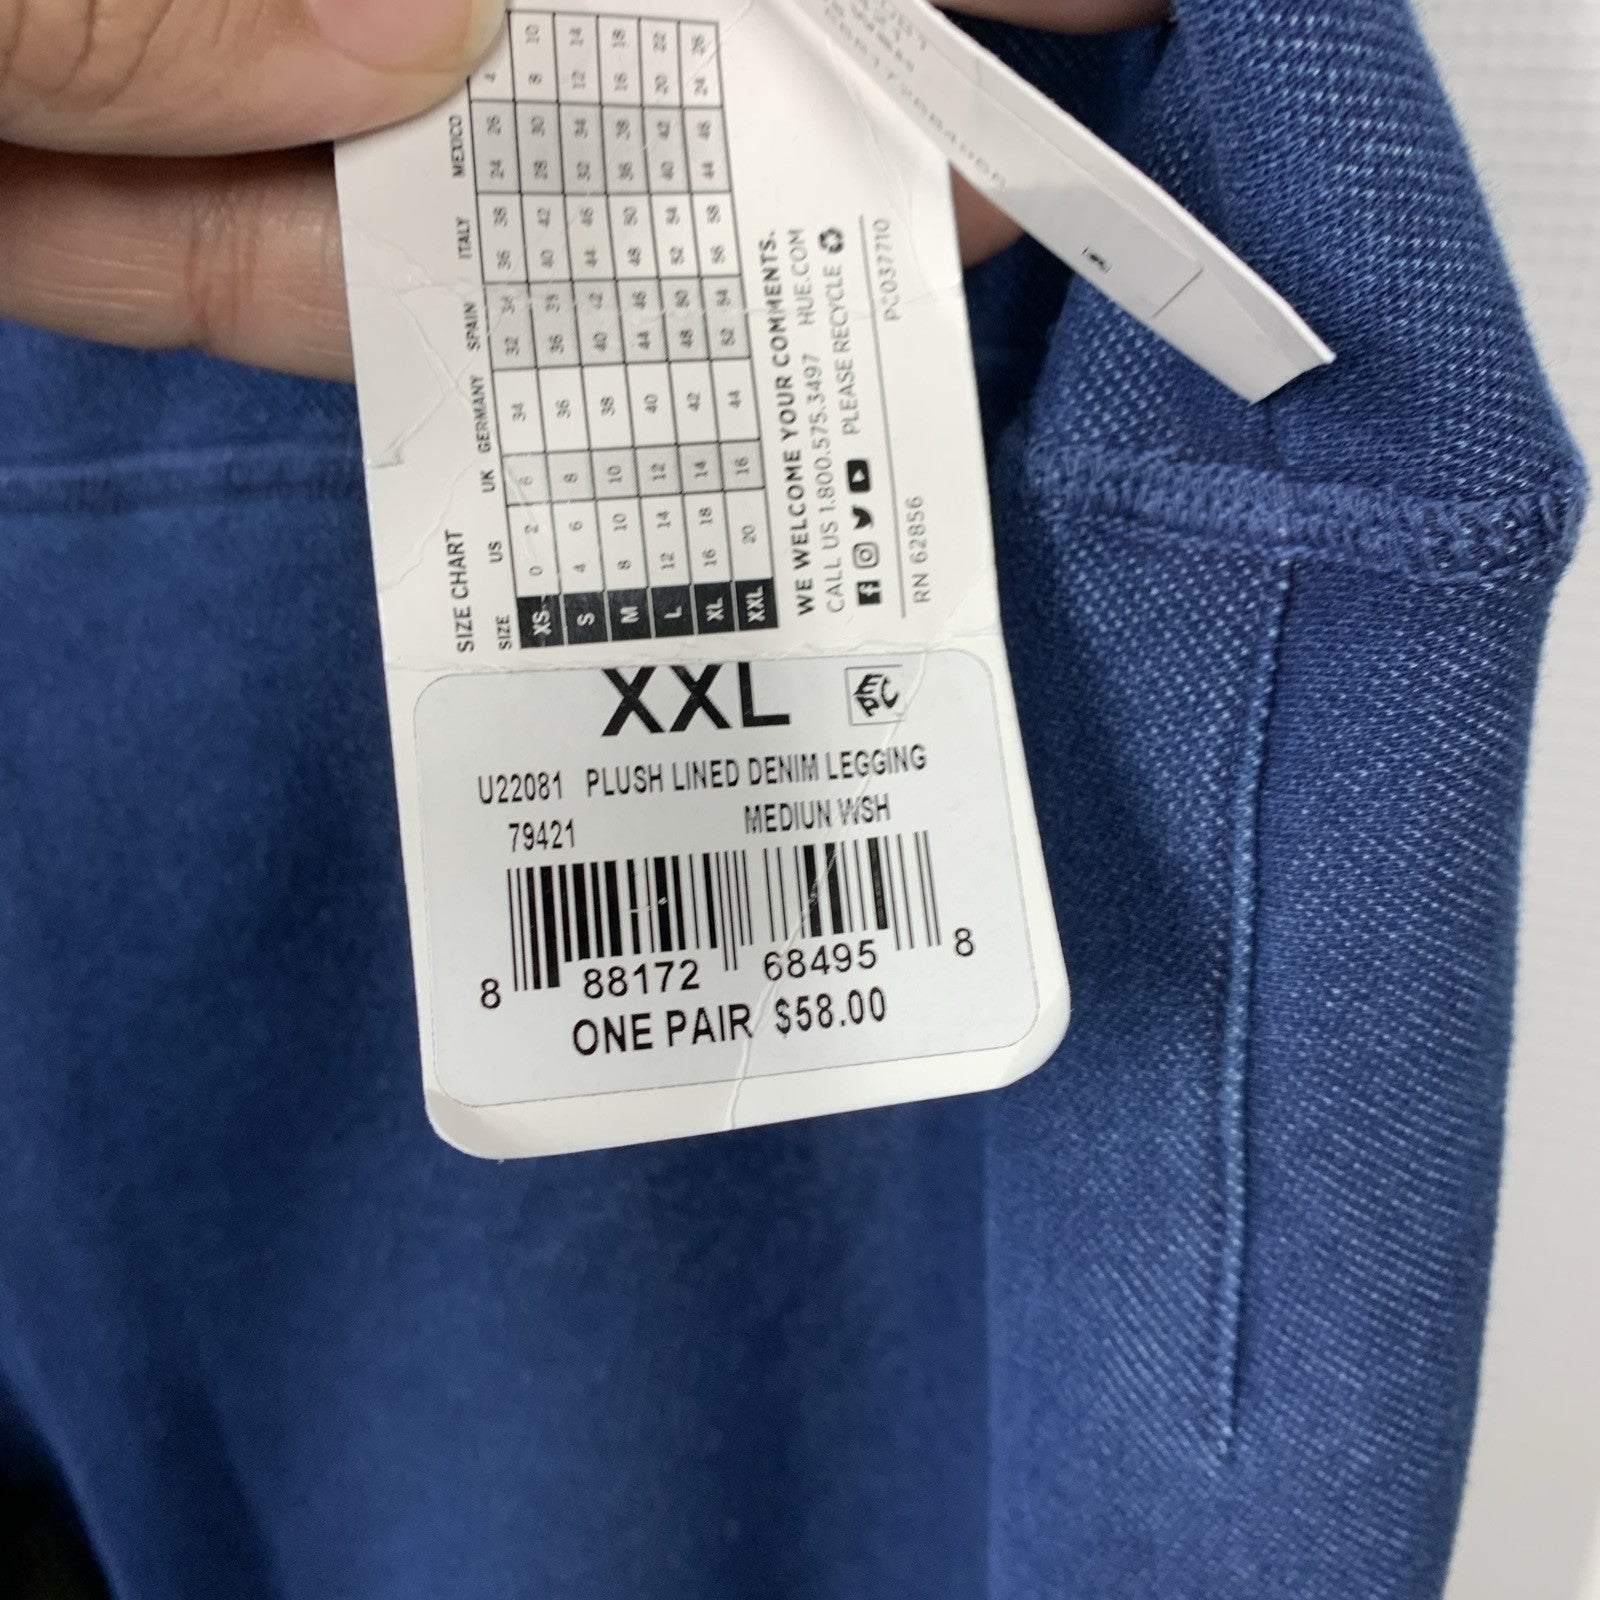 SIZE CHART
SIZE US UK GERMANY SPAIN ITALY MEXICO
XS 0 2 6 34 32 34 36 38 24 26 4
S 4 6 8 36 36 38 40 42 28 30 8 10
M 8 10 10 38 40 42 44 46 32 34 12 14
L 12 14 12 40 44 46 48 50 36 38 16 18
XL 16 18 14 42 48 50 52 54 40 42 20 22
XXL 20 16 44 52 54 56 58 44 46 24 26
WE WELCOME YOUR COMMENTS.
CALL US 1.800.575.3497 HUE.COM
PLEASE RECYCLE
RN 62856 PC037710
XXL
U22081 PLUSH LINED DENIM LEGGING
79421 MEDIUN WSH
8 88172 68495 8
ONE PAIR $58.00